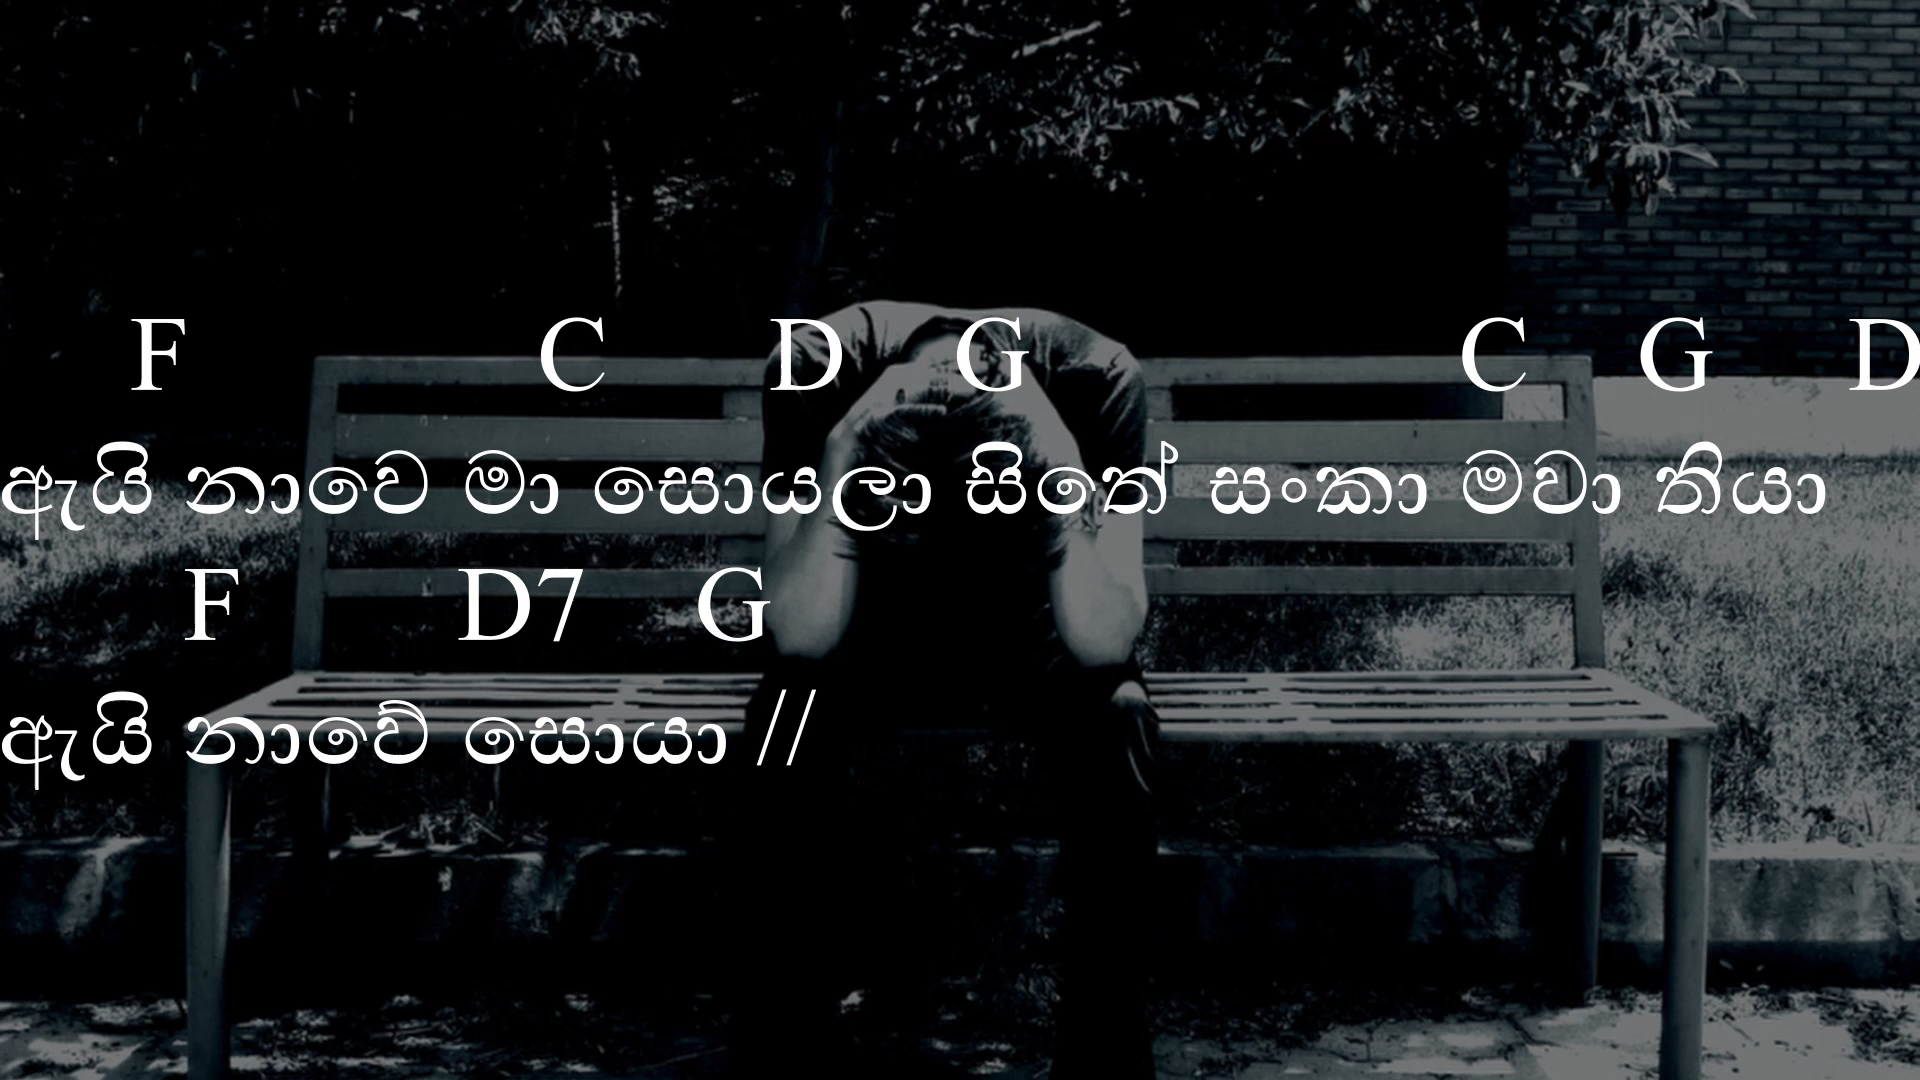 F C D G C G D
ඇයි නාවෙ මා සොයලා සිතේ සංකා මවා තියා
F D7 G
ඇයි නාවේ සොයා //